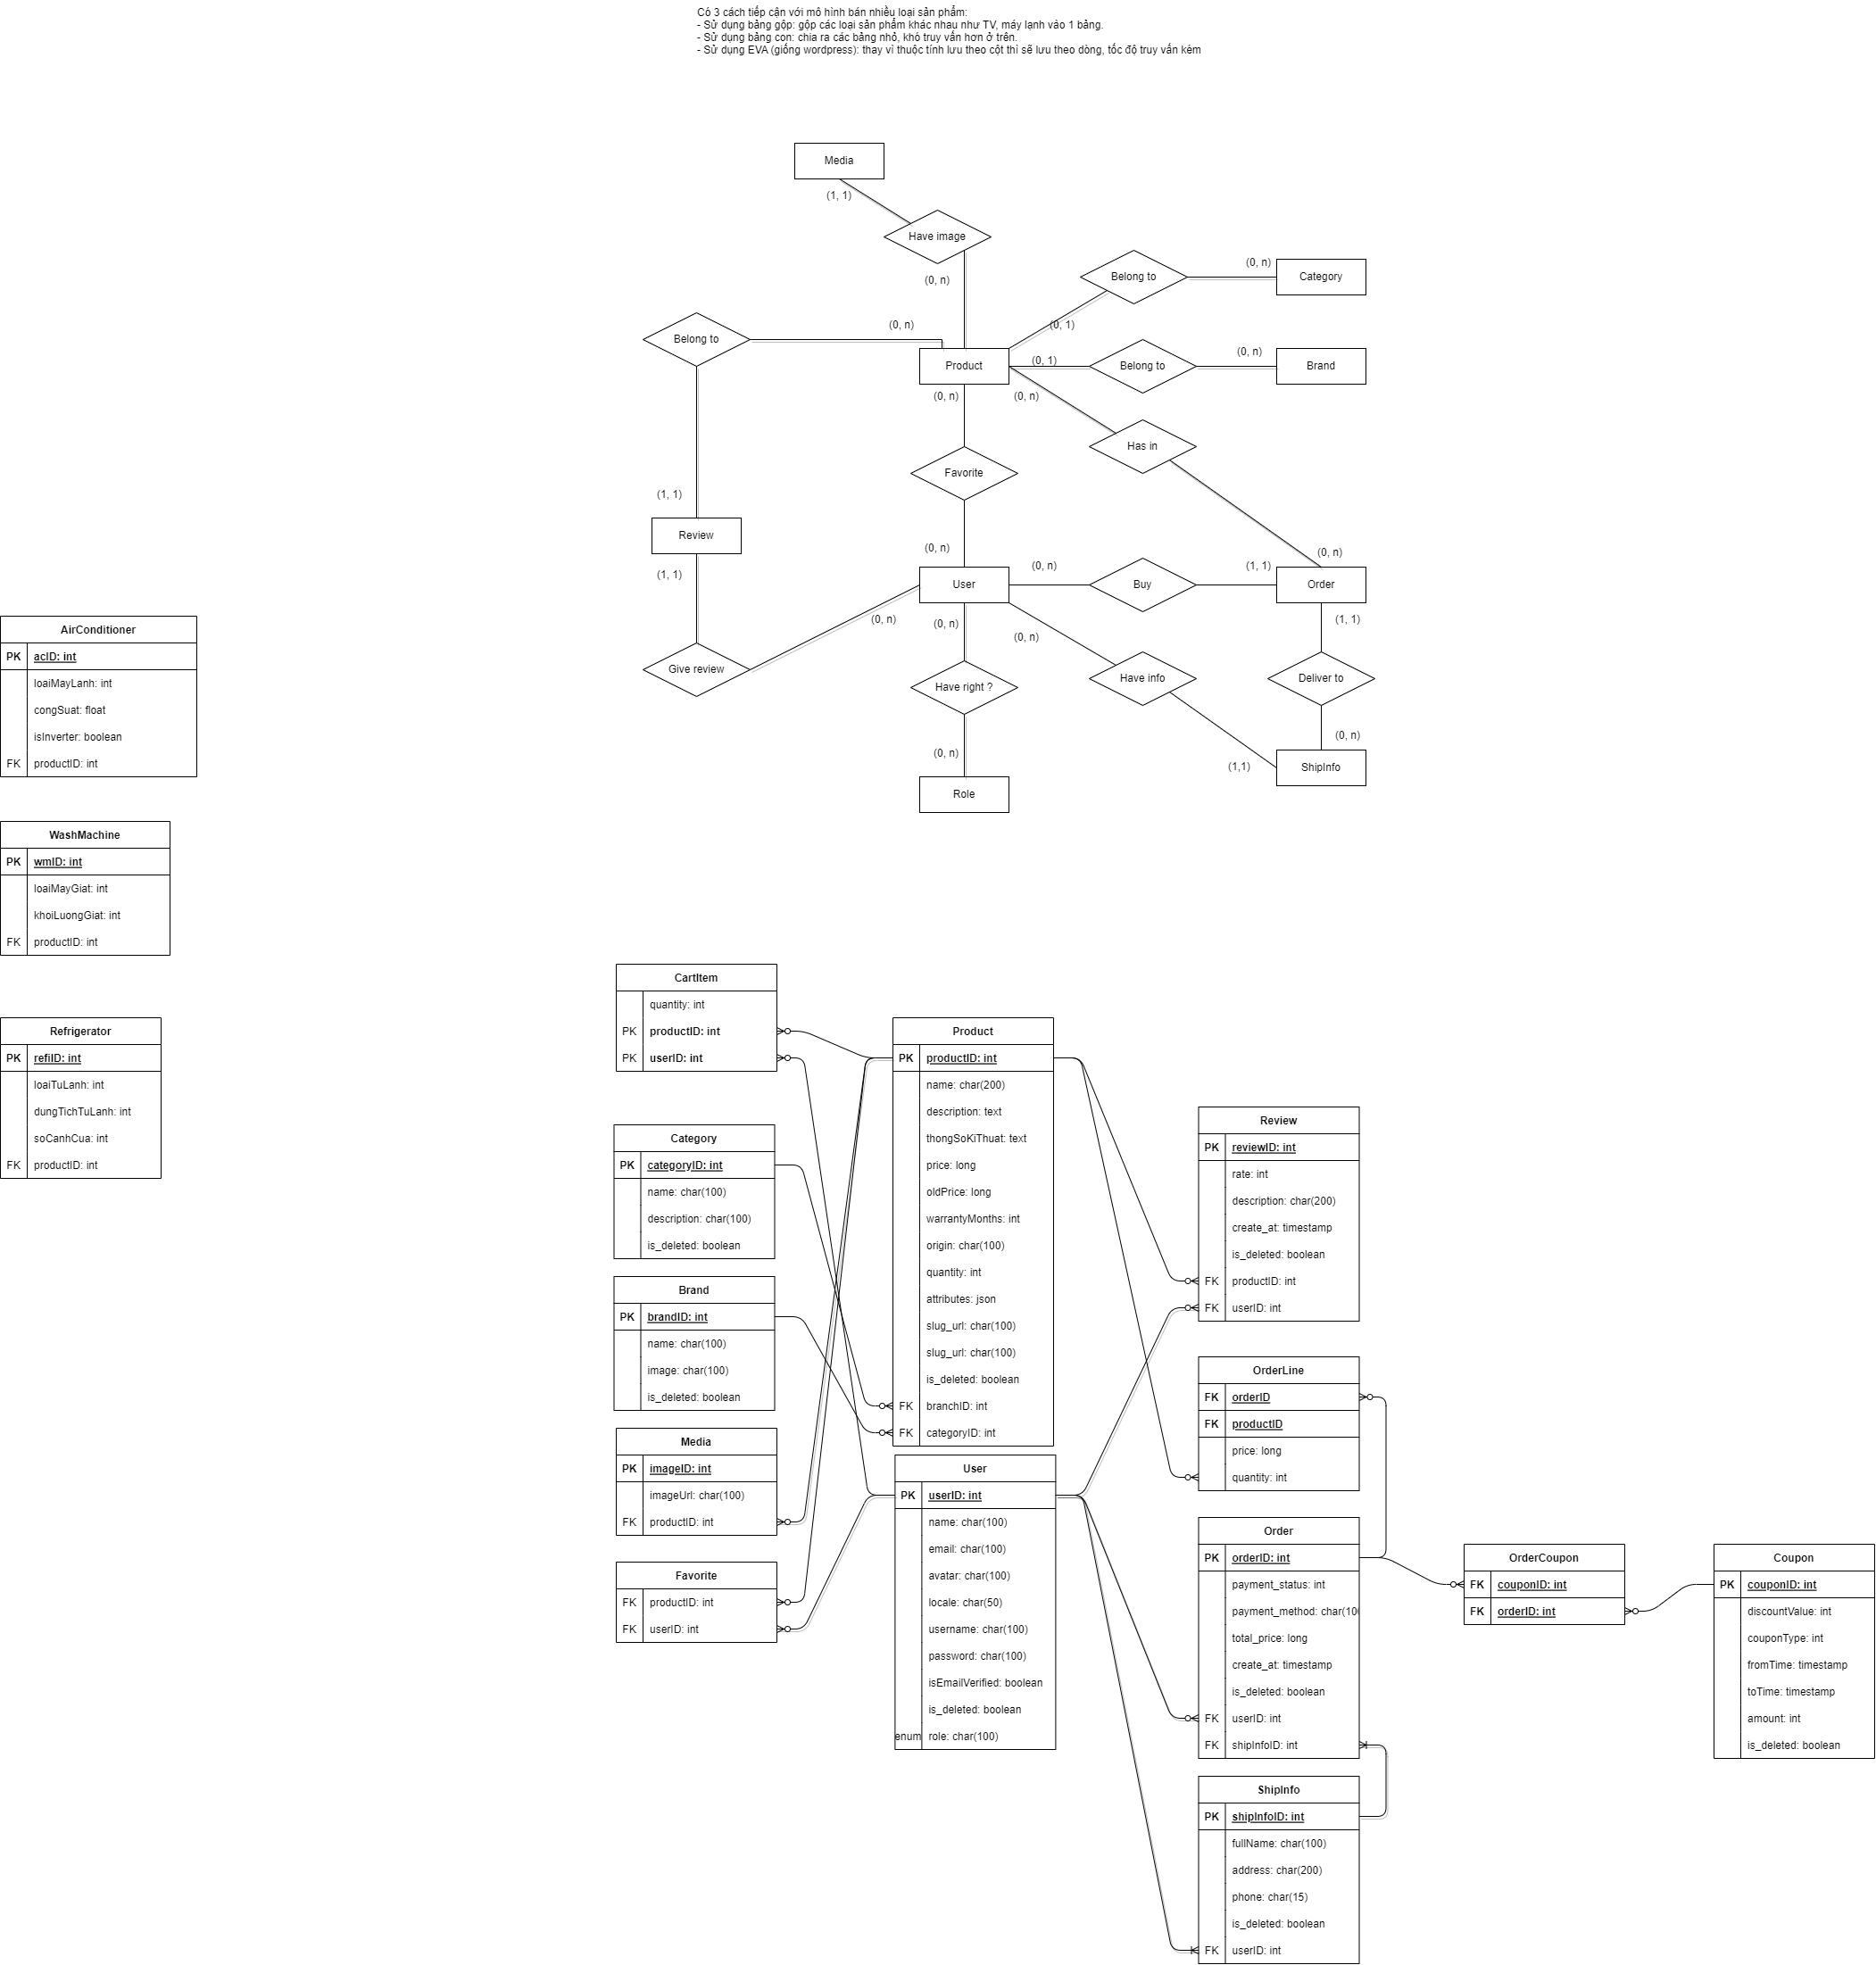 Có 3 cách tiếp cận với mô hình bán nhiều loại sản phẩm:
- Sử dụng bảng gộp: gộp các loại sản phẩm khác nhau như TV, máy lạnh vào 1 bảng.
- Sử dụng bảng con: chia ra các bảng nhỏ, khó truy vấn hơn ở trên.
- Sử dụng EVA (giống wordpress): thay vì thuộc tính lưu theo cột thì sẽ lưu theo dòng, tốc độ truy vấn kém
Media
(1, 1)
Have image
(0, n)
Belong to
(0, n)
Category
(0, 1)
Belong to
(0, n)
Product
(0, 1)
Belong to
(0, n)
Brand
(0, n)
(0, n)
Has in
Favorite
(1, 1)
Review
(1, 1)
(0, n)
(0, n)
User
(0, n)
Buy
(1, 1)
Order
(0, n)
(0, n)
(0, n)
(1, 1)
Give review
Have right ?
Have info
Deliver to
(0, n)
(0, n)
(1,1)
ShipInfo
Role
AirConditioner
PK acID: int
loaiMayLanh: int
congSuat: float
isInverter: boolean
FK productID: int
WashMachine
PK wmID: int
loaiMayGiat: int
khoiLuongGiat: int
FK productID: int
Refrigerator
PK refiID: int
loaiTuLanh: int
dungTichTuLanh: int
soCanhCua: int
FK productID: int
CartItem
quantity: int
PK productID: int
PK userID: int
Category
PK categoryID: int
name: char(100)
description: char(100)
is_deleted: boolean
Brand
PK brandID: int
name: char(100)
image: char(100)
is_deleted: boolean
Media
PK imageID: int
imageUrl: char(100)
FK productID: int
Favorite
FK productID: int
FK userID: int
Product
PK productID: int
name: char(200)
description: text
thongSoKiThuat: text
price: long
oldPrice: long
warrantyMonths: int
origin: char(100)
quantity: int
attributes: json
slug_url: char(100)
slug_url: char(100)
is_deleted: boolean
FK branchID: int
FK categoryID: int
User
PK userID: int
name: char(100)
email: char(100)
avatar: char(100)
locale: char(50)
username: char(100)
password: char(100)
isEmailVerified: boolean
is_deleted: boolean
enum role: char(100)
Review
PK reviewID: int
rate: int
description: char(200)
create_at: timestamp
is_deleted: boolean
FK productID: int
FK userID: int
OrderLine
FK orderID
FK productID
price: long
quantity: int
Order
PK orderID: int
payment_status: int
payment_method: char(100
total_price: long
create_at: timestamp
is_deleted: boolean
FK userID: int
FK shipInfoID: int
ShipInfo
PK shipInfoID: int
fullName: char(100)
address: char(200)
phone: char(15)
is_deleted: boolean
FK userID: int
OrderCoupon
FK couponID: int
FK orderID: int
Coupon
PK couponID: int
discountValue: int
couponType: int
fromTime: timestamp
toTime: timestamp
amount: int
is_deleted: boolean